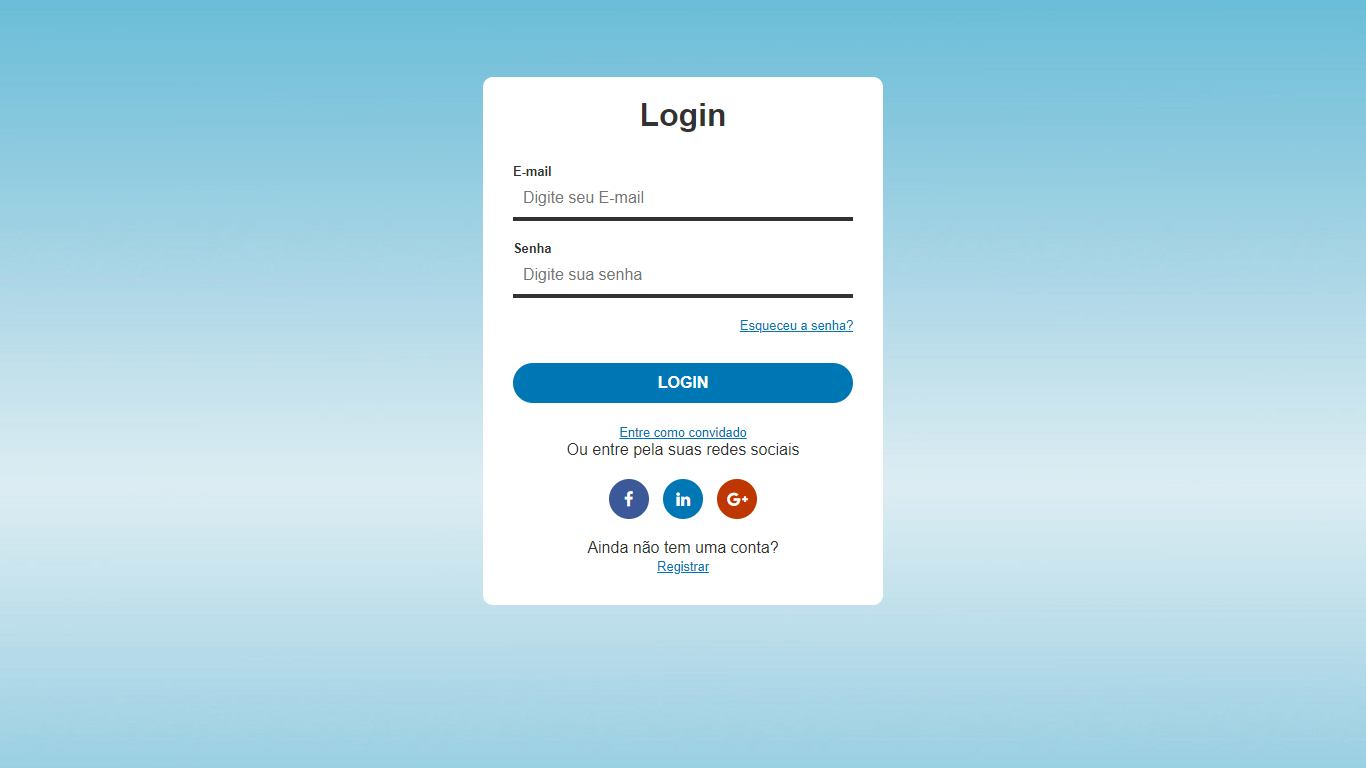 Login
E-mail
Digite seu E-mail
Senha
Digite sua senha
Esqueceu a senha?
LOGIN
Entre como convidado
Ou entre pela suas redes sociais
f in G+
Ainda não tem uma conta?
Registrar